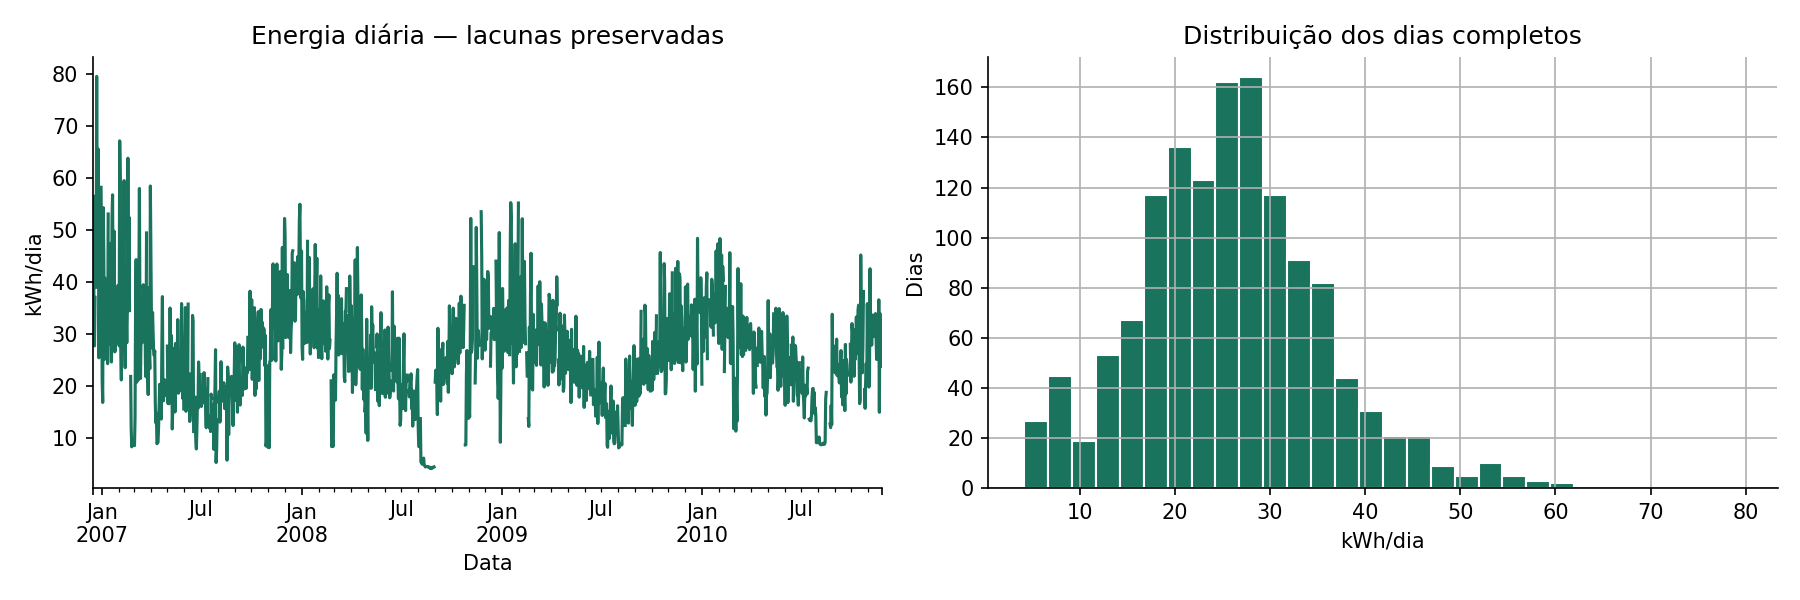 Energia diária — lacunas preservadas
80
70
60
50
40
30
20
10
kWh/dia
Jan
2007
Jul
Jan
2008
Jul
Jan
2009
Jul
Jan
2010
Jul
Data
Distribuição dos dias completos
160
140
120
100
80
60
40
20
0
Dias
10 20 30 40 50 60 70 80
kWh/dia